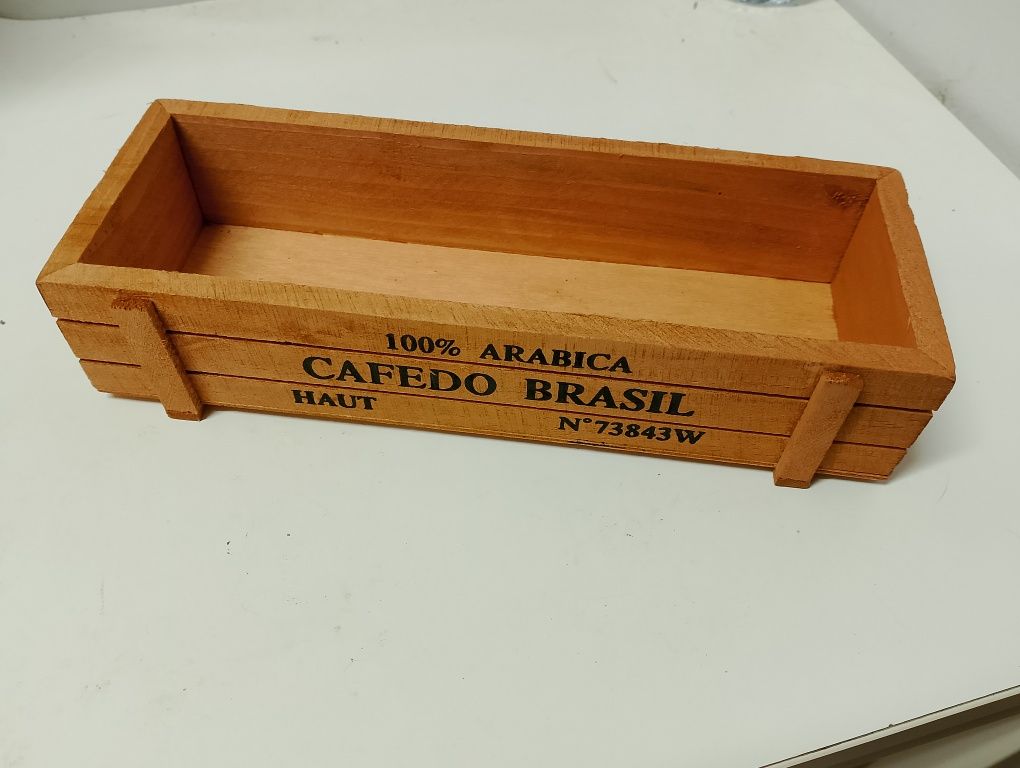 100% ARABICA
CAFEDO BRASIL
HAUT
N°73843W